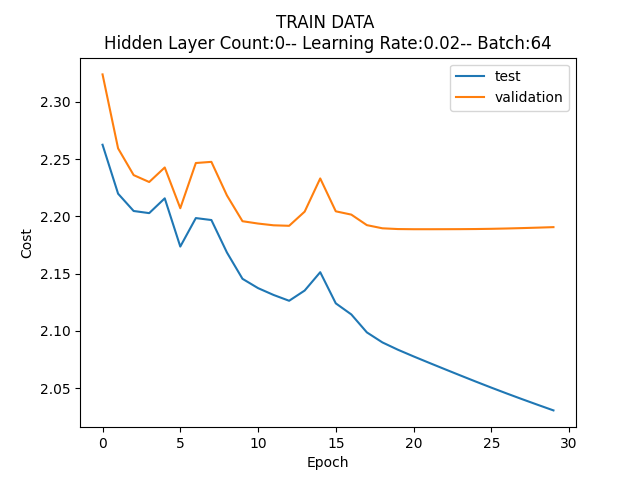 TRAIN DATA
Hidden Layer Count:0-- Learning Rate:0.02-- Batch:64
test
validation
2.30
2.25
2.20
2.15
2.10
2.05
Cost
0 5 10 15 20 25 30
Epoch